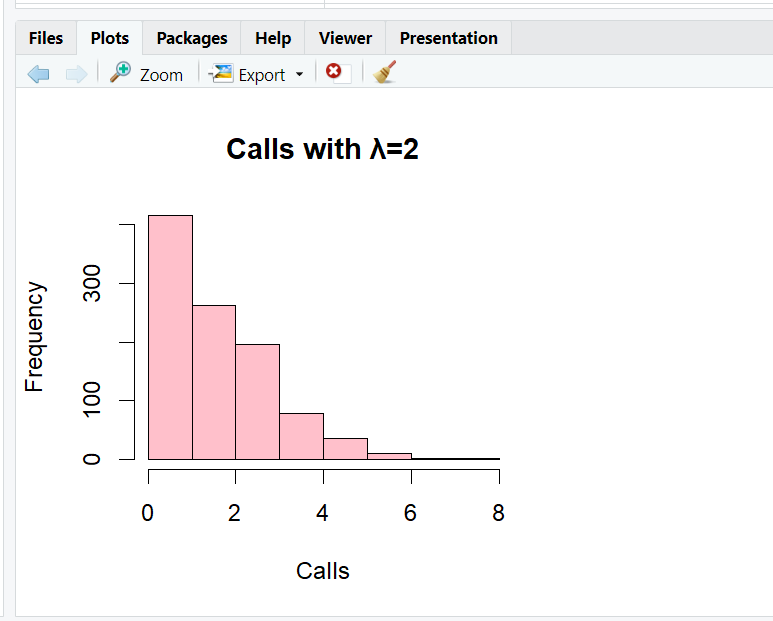 Files Plots Packages Help Viewer Presentation
Zoom Export
Calls with λ=2
Frequency
300
100
0
0 2 4 6 8
Calls